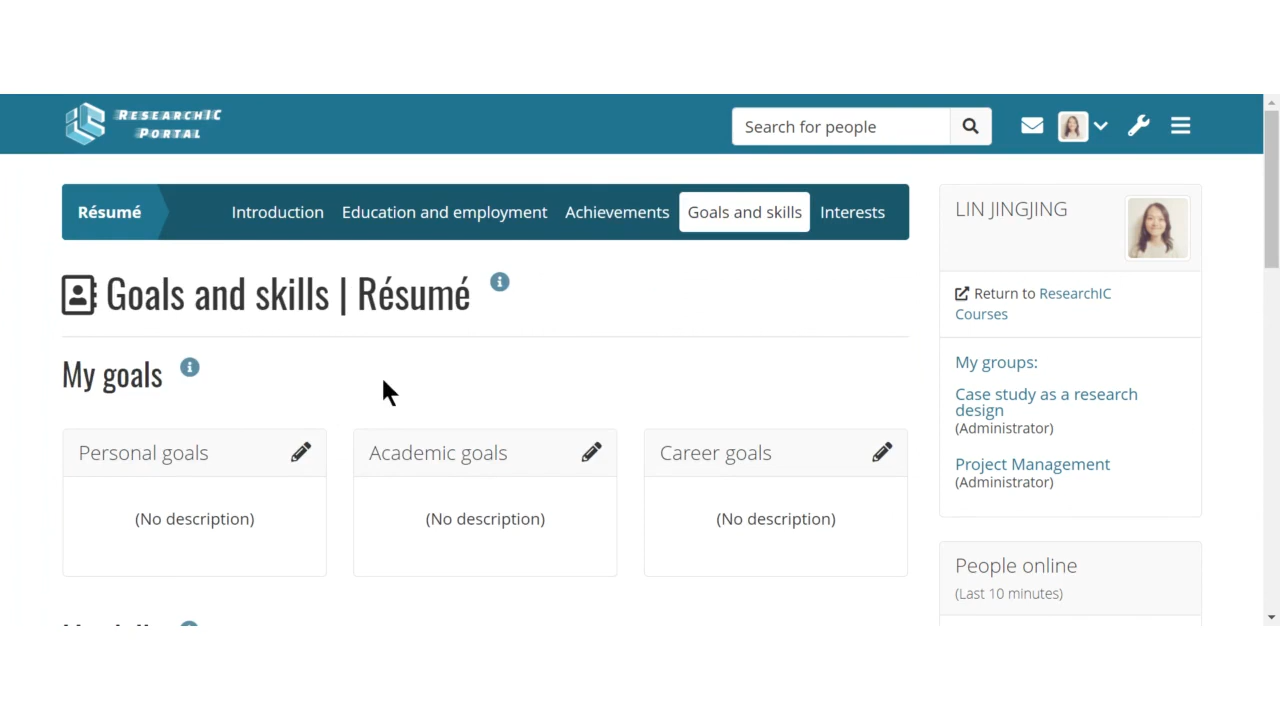 RESEARCHIC
PORTAL
Search for people
Résumé
Introduction
Education and employment
Achievements
Goals and skills
Interests
Goals and skills | Résumé
My goals
Personal goals
(No description)
Academic goals
(No description)
Career goals
(No description)
LIN JINGJING
Return to ResearchIC
Courses
My groups:
Case study as a research
design
(Administrator)
Project Management
(Administrator)
People online
(Last 10 minutes)